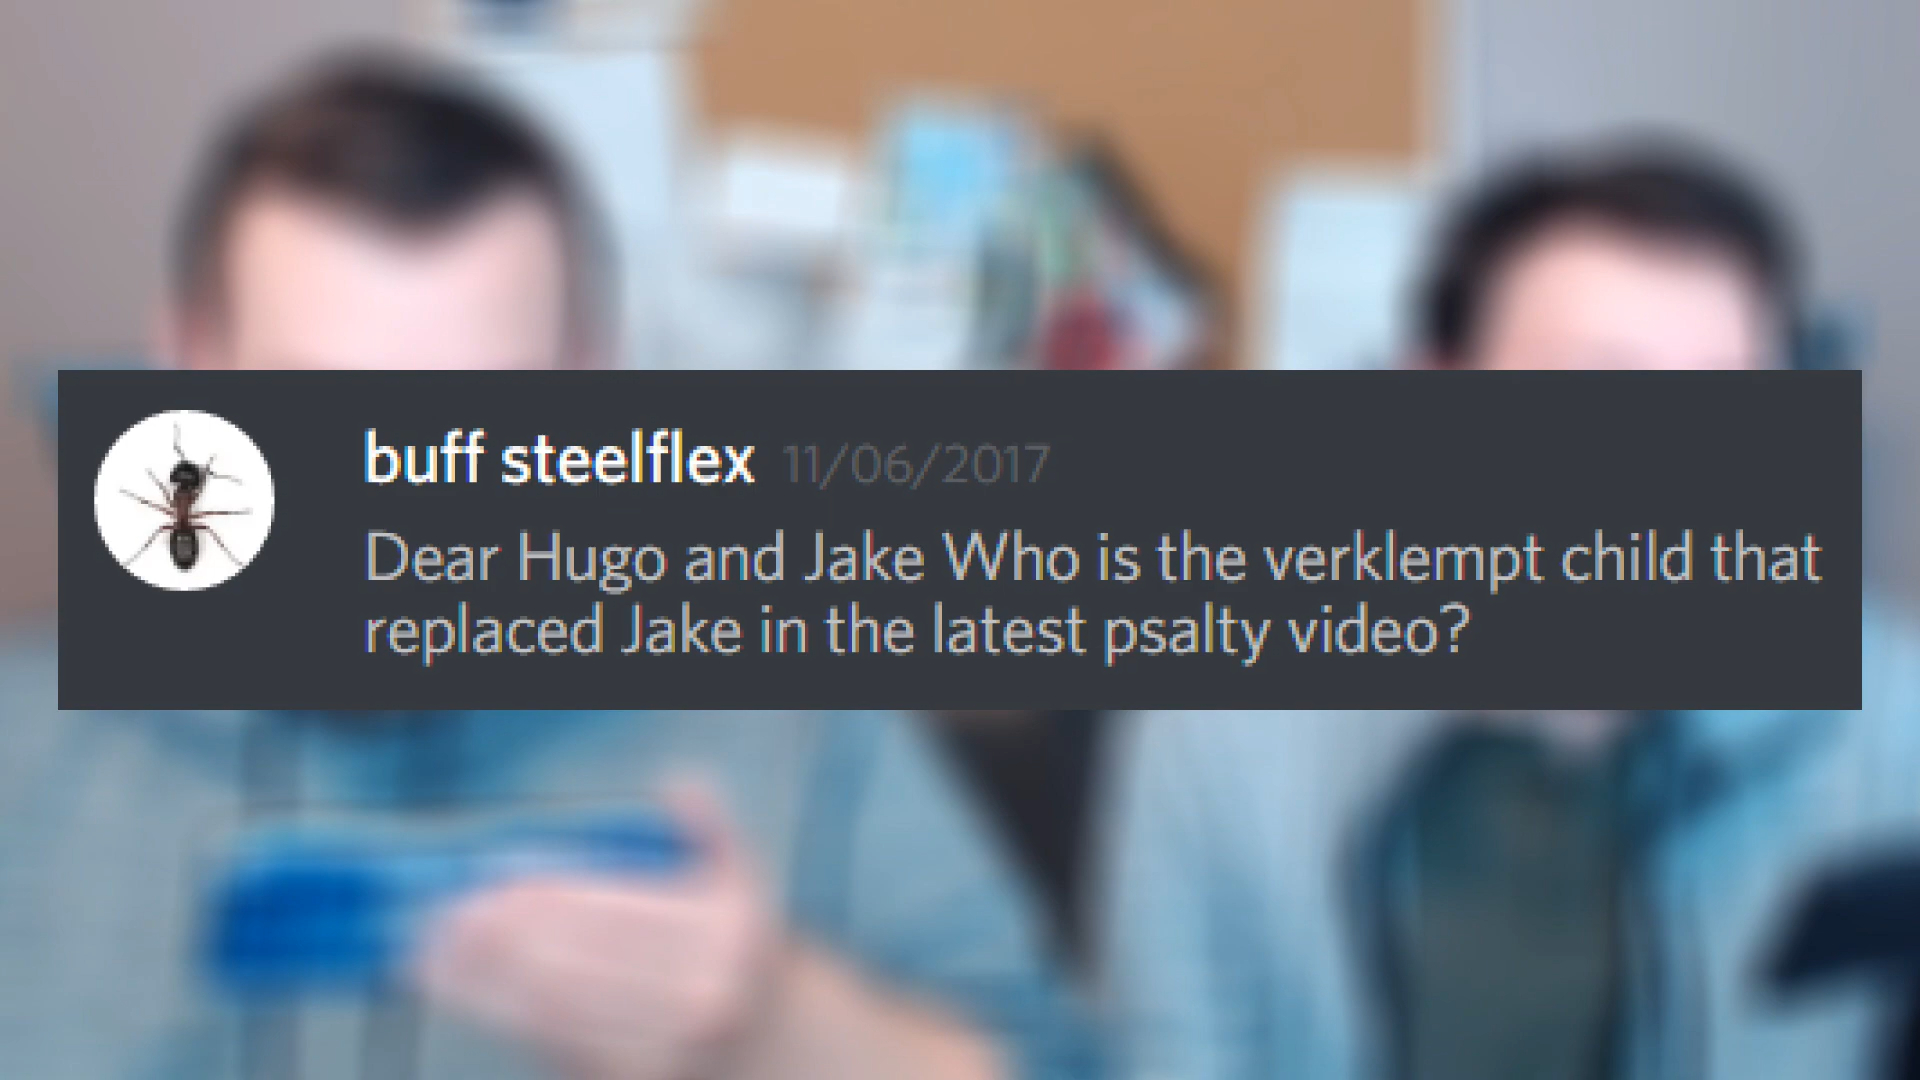 buff steelflex 11/06/2017
Dear Hugo and Jake Who is the verklempt child that
replaced Jake in the latest psalty video?